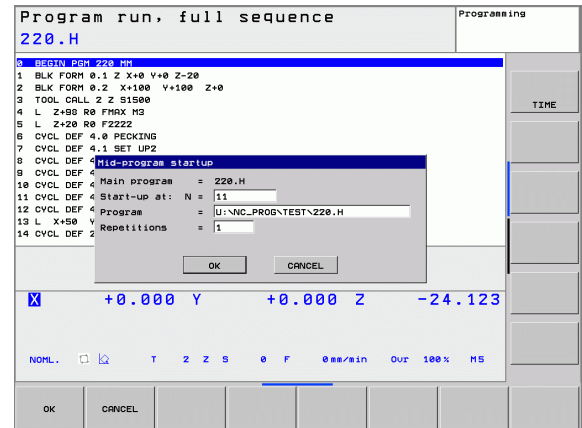 Program run, full sequence
Programming
220.H
0 BEGIN PGM 220 MM
1 BLK FORM 0.1 Z X+0 Y+0 Z-20
2 BLK FORM 0.2 X+100 Y+100 Z+0
3 TOOL CALL 2 Z S1500
4 L Z+98 R0 FMAX M3
5 L Z+20 R0 F2222
6 CYCL DEF 4.0 PECKING
7 CYCL DEF 4.1 SET UP2
8 CYCL DEF 4
9 CYCL DEF 4
10 CYCL DEF 4
11 CYCL DEF 4
12 CYCL DEF 4
13 L X+50
14 CYCL DEF 2
Mid-program startup
Main program = 220.H
Start-up at: N = 11
Program = U:\NC_PROG\TEST\220.H
Repetitions = 1
OK CANCEL
TIME
X +0.000 Y +0.000 Z -24.123
NOML. T 2 Z S 0 F 0mm/min Ovr 100% M5
OK CANCEL